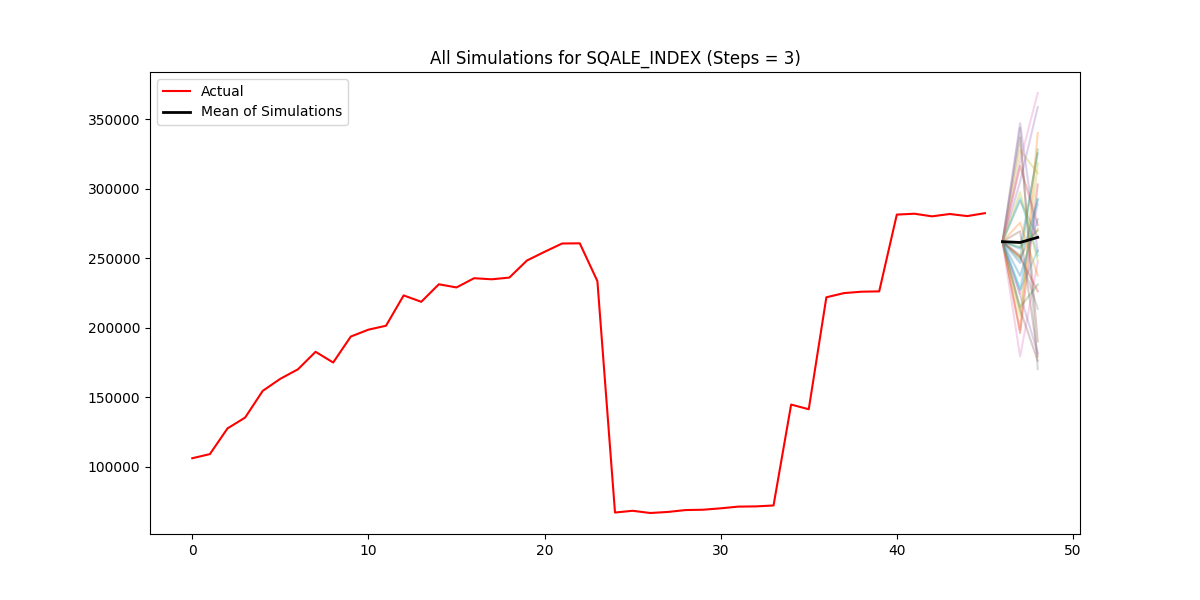 All Simulations for SQALE_INDEX (Steps = 3)
Actual
Mean of Simulations
350000
300000
250000
200000
150000
100000
0 10 20 30 40 50